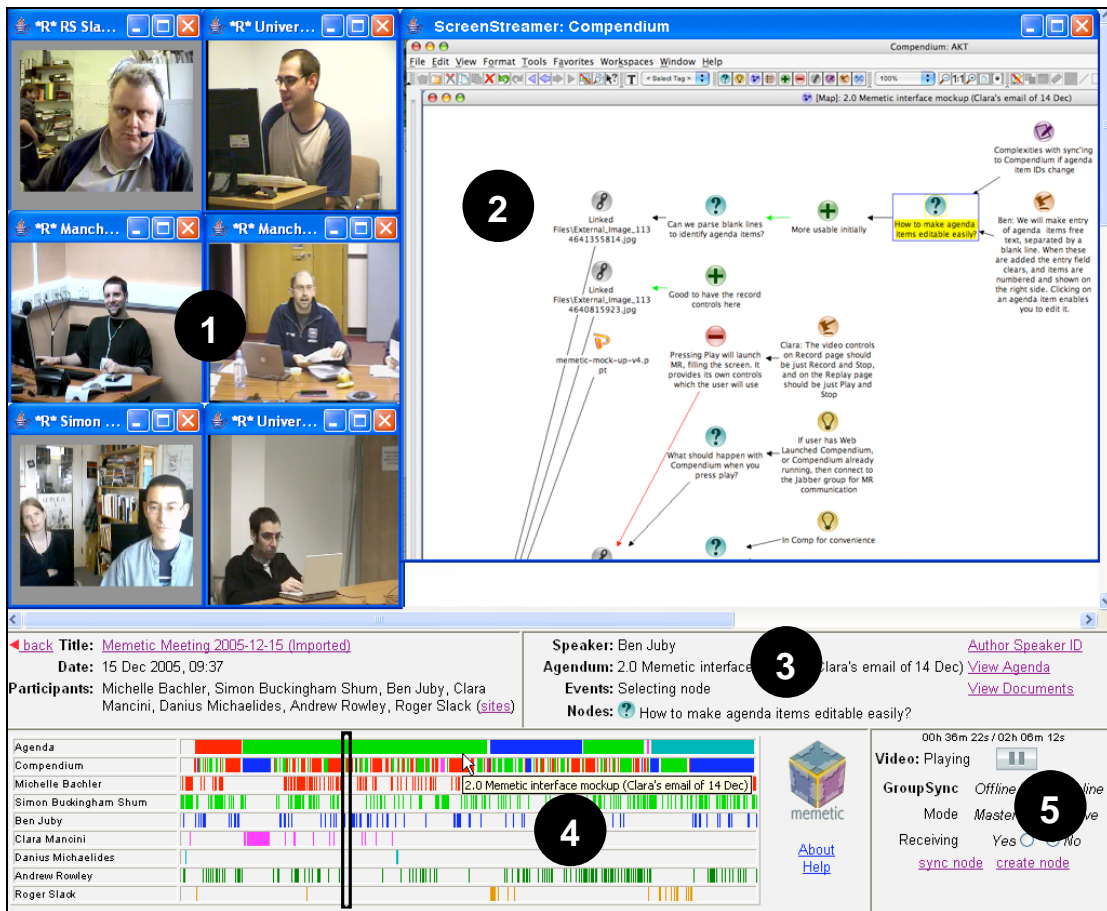 *R* RS Sla...
*R* Univer...
ScreenStreamer: Compendium
Compendium: AKT
File Edit View Format Tools Favorites Workspaces Window Help
T < Select Tag > 100% 1:1
[Map]: 2.0 Memetic interface mockup (Clara's email of 14 Dec)
Complexities with sync'ing
to Compendium if agenda
item IDs change
2
Linked
Files\External_Image_113
4641355814.jpg
Can we parse blank lines
to identify agenda items?
More usable initially
How to make agenda
items editable easily?
Ben: We will make entry
of agenda items free
text, separated by a
blank line. When these
are added the entry field
clears, and items are
numbered and shown on
the right side. Clicking on
an agenda item enables
you to edit it.
*R* Manch...
*R* Manch...
1
Linked
Files\External_Image_113
4640815923.jpg
Good to have the record
controls here
memetic-mock-up-v4.p
pt
Pressing Play will launch
MR, filling the screen. It
provides its own controls
which the user will use
Clara: The video controls
on Record page should
be just Record and Stop,
and on the Replay page
should be just Play and
Stop
*R* Simon ...
*R* Univer...
What should happen with
Compendium when you
press play?
If user has Web
Launched Compendium,
or Compendium already
running, then connect to
the Jabber group for MR
communication
In Comp for convenience
back Title: Memetic Meeting 2005-12-15 (Imported)
Date: 15 Dec 2005, 09:37
Participants: Michelle Bachler, Simon Buckingham Shum, Ben Juby, Clara
Mancini, Danius Michaelides, Andrew Rowley, Roger Slack (sites)
Speaker: Ben Juby
Author Speaker ID
Agendum: 2.0 Memetic interface Clara's email of 14 Dec)
View Agenda
Events: Selecting node
View Documents
Nodes: ? How to make agenda items editable easily?
3
Agenda
Compendium
Michelle Bachler
2.0 Memetic interface mockup (Clara's email of 14 Dec)
Simon Buckingham Shum
Ben Juby
Clara Mancini
Danius Michaelides
Andrew Rowley
Roger Slack
4
memetic
About
Help
00h 36m 22s/02h 06m 12s
Video: Playing
GroupSync Offline line
Mode Master
Receiving Yes No
sync node create node
5